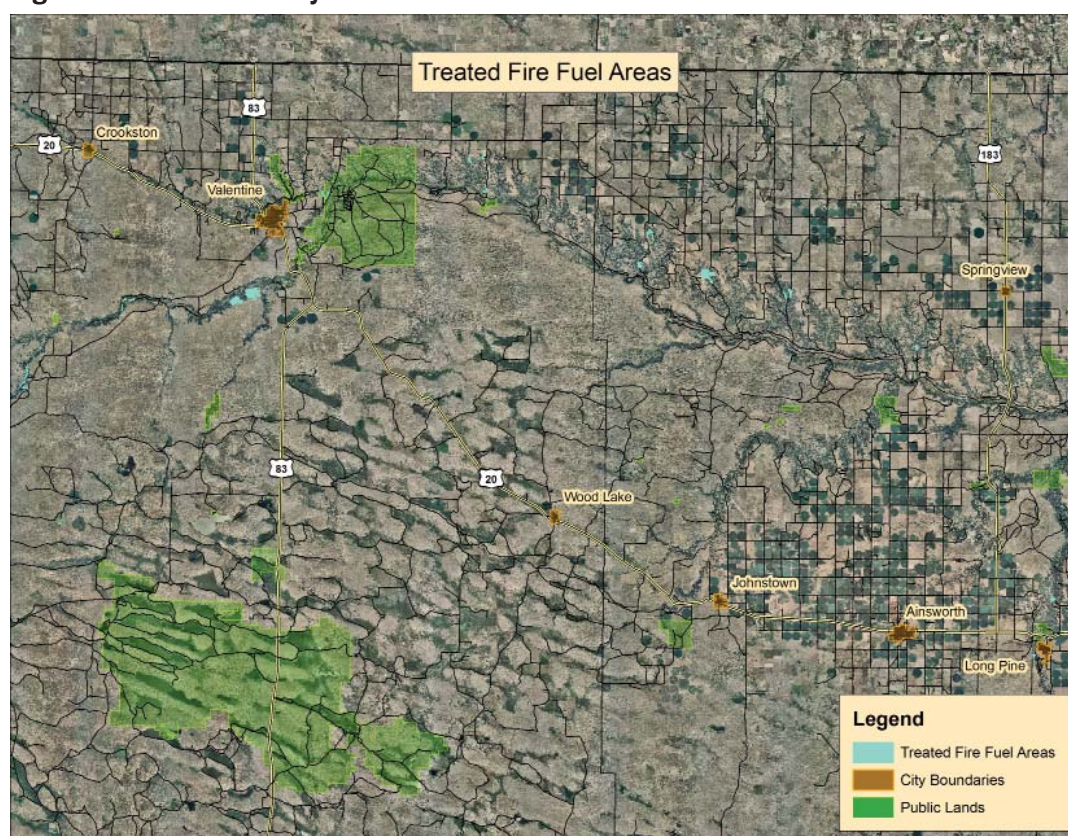 Treated Fire Fuel Areas
83
20
Crookston
183
Valentine
Springview
83
20
Wood Lake
Johnstown
Ainsworth
Long Pine
Legend
Treated Fire Fuel Areas
City Boundaries
Public Lands